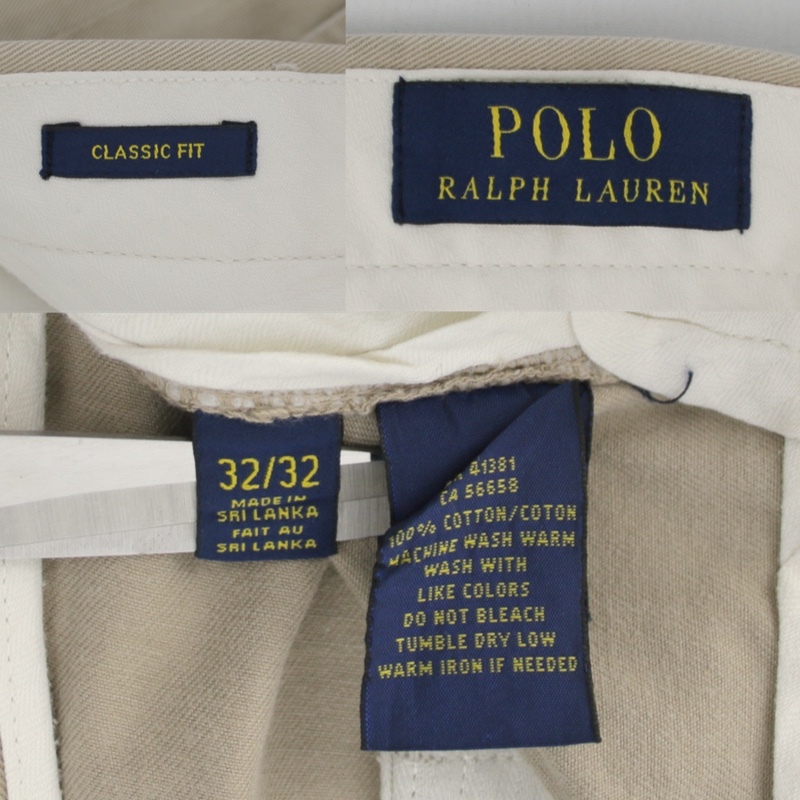 CLASSIC FIT
POLO
RALPH LAUREN
32/32
MADE IN
SRI LANKA
FAIT AU
SRI LANKA
41381
CA 56658
100% COTTON/COTON
MACHINE WASH WARM
WASH WITH
LIKE COLORS
DO NOT BLEACH
TUMBLE DRY LOW
WARM IRON IF NEEDED